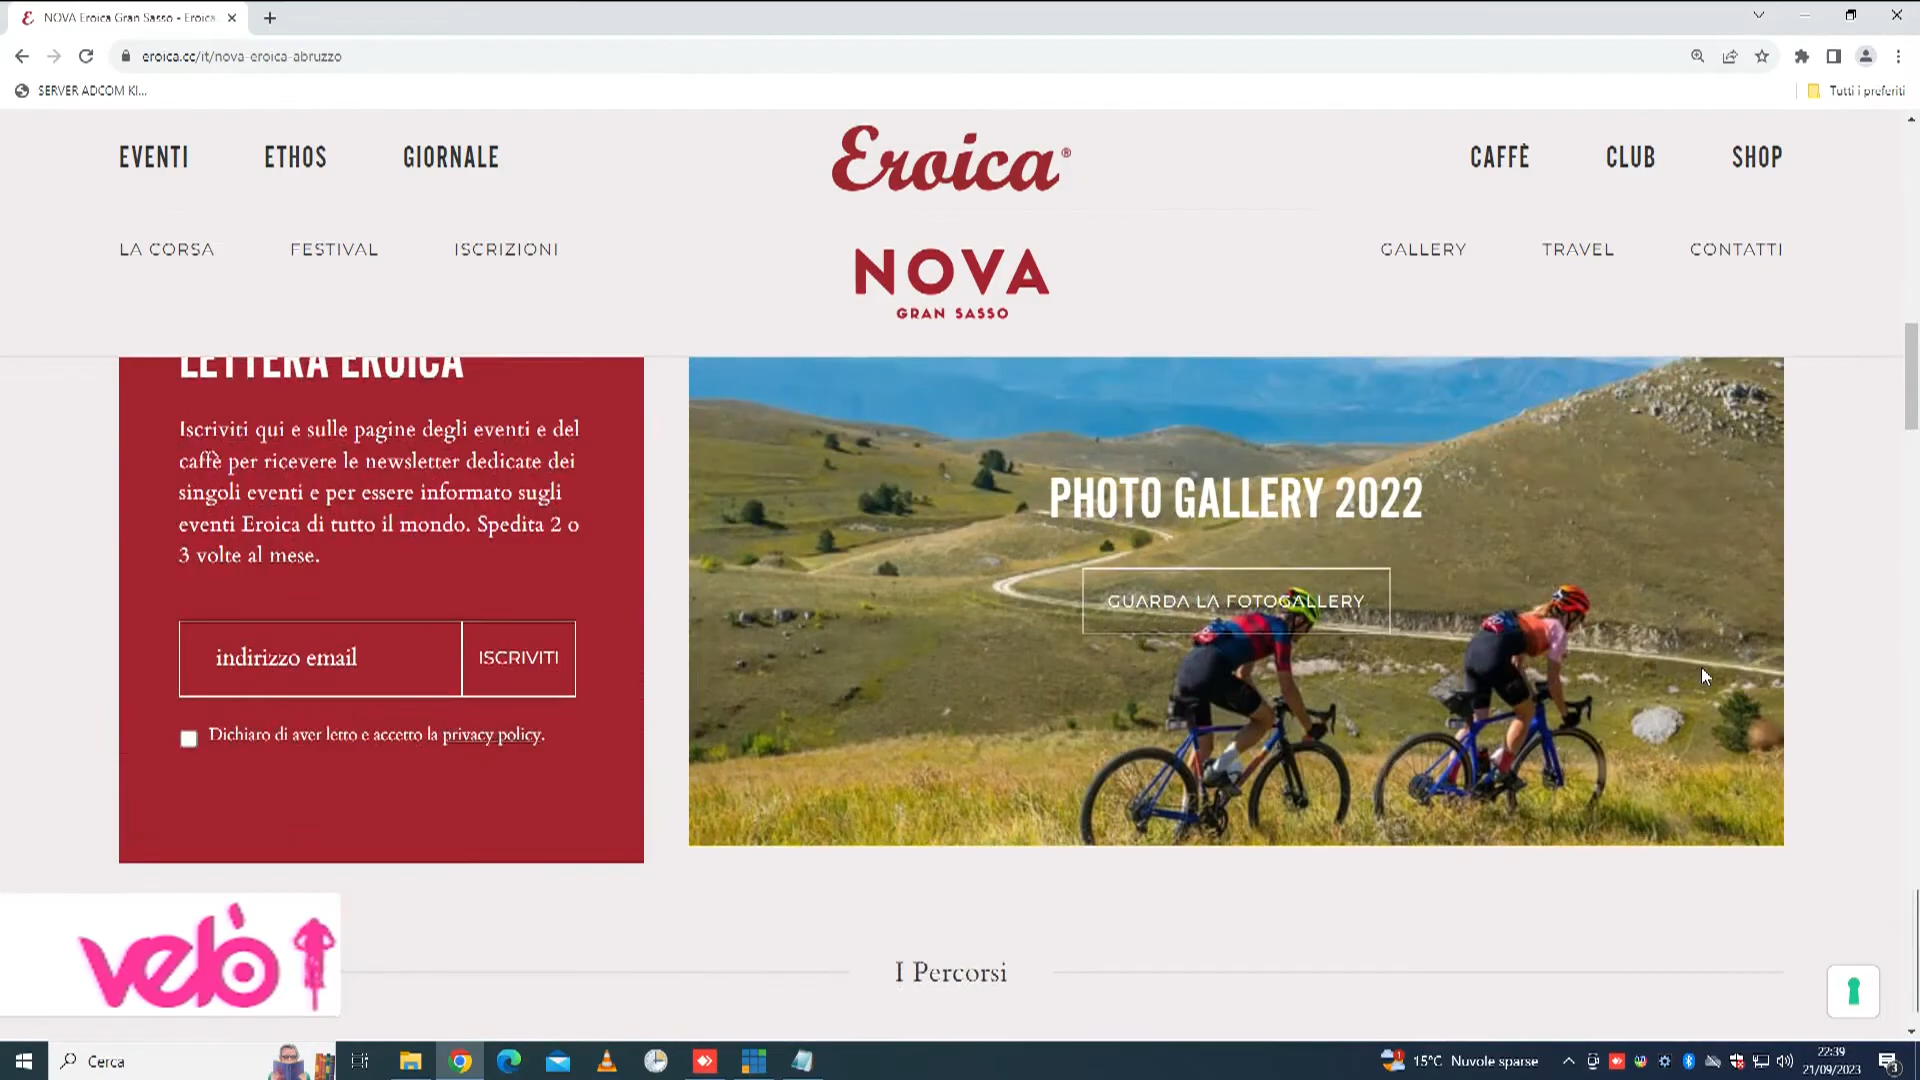 NOVA Eroica Gran Sasso - Eroica
eroica.cc/it/nova-eroica-abruzzo
SERVER ADCOM KI...
Tutti i preferiti
EVENTI
ETHOS
GIORNALE
Eroica®
CAFFÈ
CLUB
SHOP
LA CORSA
FESTIVAL
ISCRIZIONI
NOVA
GRAN SASSO
GALLERY
TRAVEL
CONTATTI
LETTERA EROICA
Iscriviti qui e sulle pagine degli eventi e del
caffè per ricevere le newsletter dedicate dei
singoli eventi e per essere informato sugli
eventi Eroica di tutto il mondo. Spedita 2 o
3 volte al mese.
indirizzo email
ISCRIVITI
Dichiaro di aver letto e accetto la privacy policy.
PHOTO GALLERY 2022
GUARDA LA FOTOGALLERY
velò
I Percorsi
Cerca
15°C Nuvole sparse
22:39
21/09/2023
3